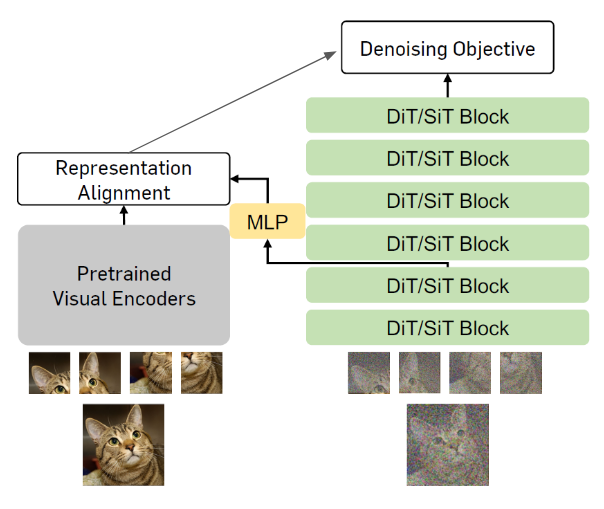 Denoising Objective
DiT/SiT Block
DiT/SiT Block
Representation
Alignment
DiT/SiT Block
MLP
DiT/SiT Block
Pretrained
Visual Encoders
DiT/SiT Block
DiT/SiT Block